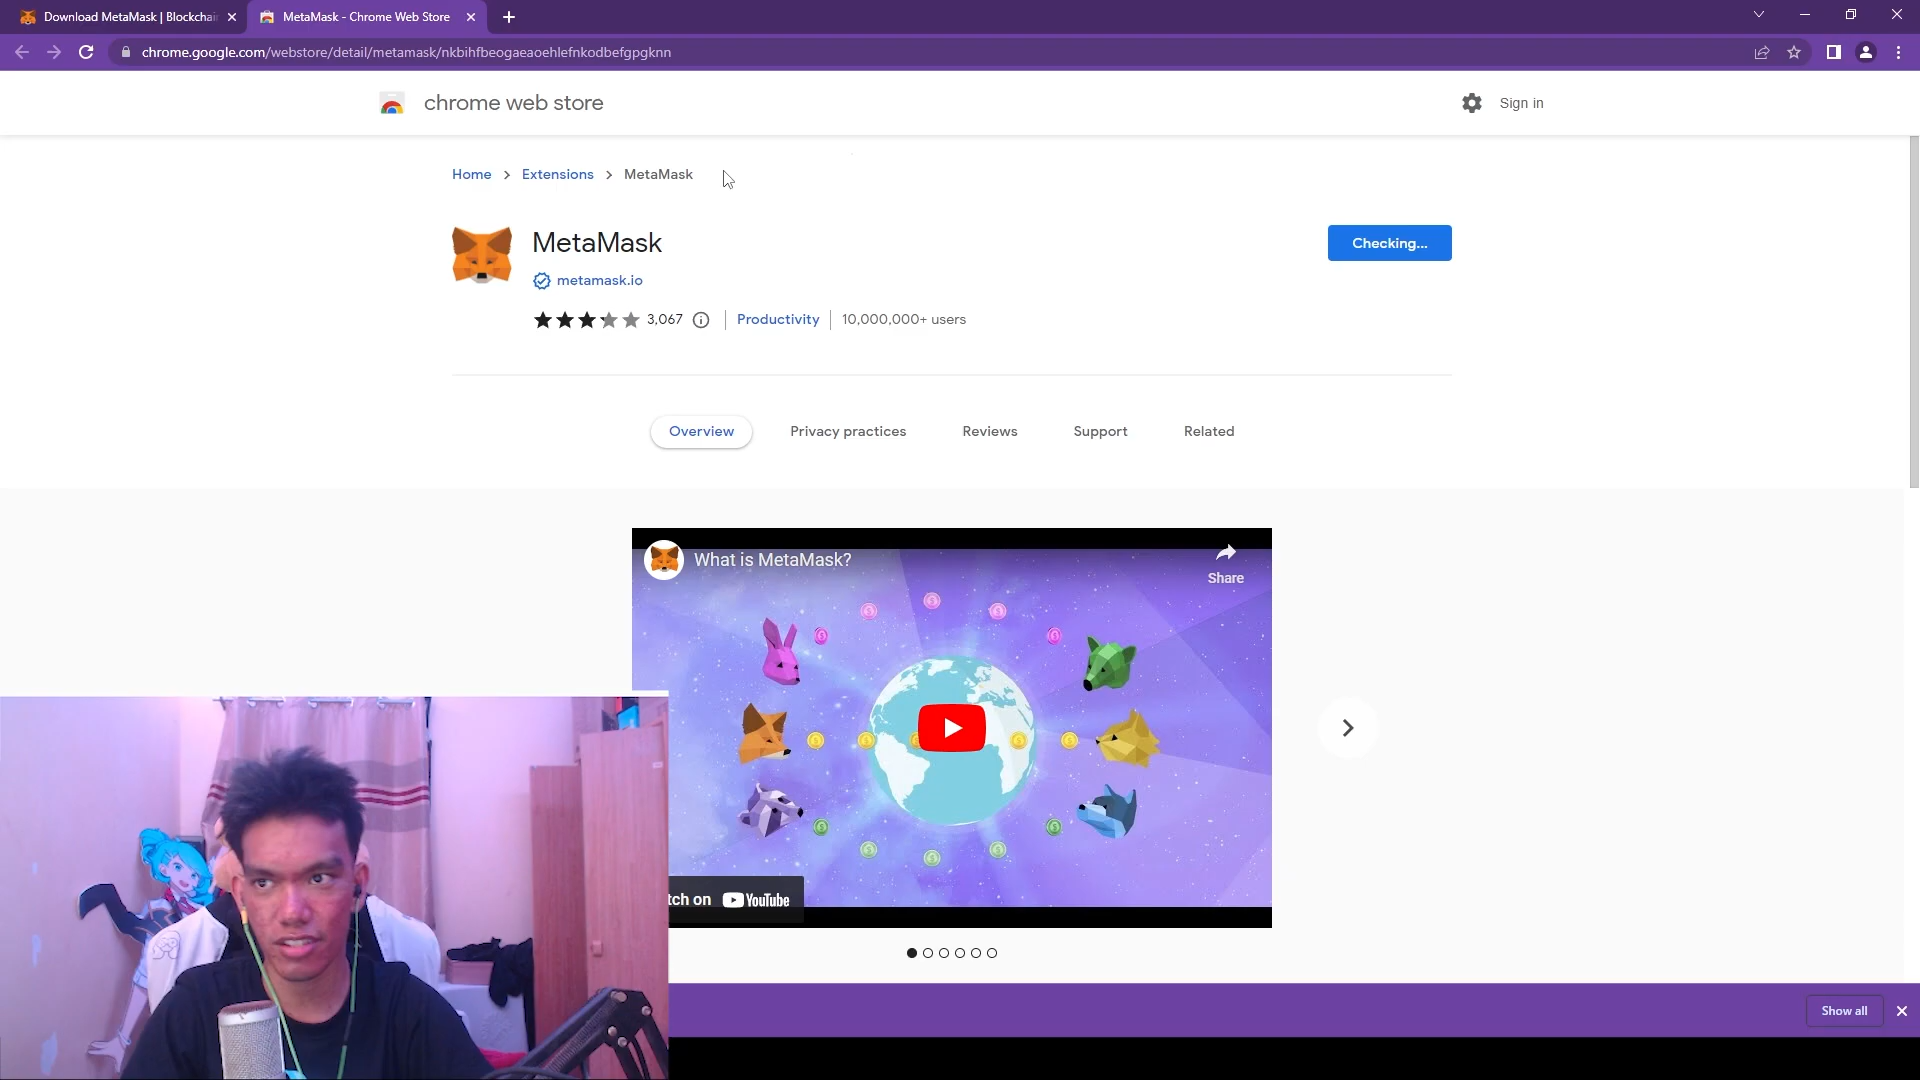 Download MetaMask | Blockchain
MetaMask - Chrome Web Store
chrome.google.com/webstore/detail/metamask/nkbihfbeogaeaoehlefnkodbefgpgknn
chrome web store
Sign in
Home
Extensions
MetaMask
MetaMask
Checking...
metamask.io
3,067
Productivity
10,000,000+ users
Overview
Privacy practices
Reviews
Support
Related
What is MetaMask?
Share
tch on YouTube
Show all